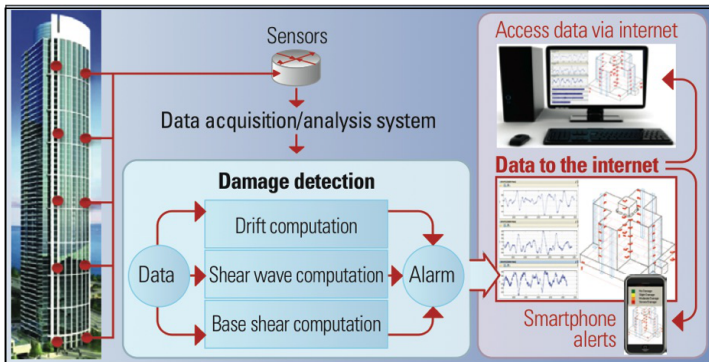 Sensors
Data acquisition/analysis system
Damage detection
Data
Drift computation
Shear wave computation
Base shear computation
Alarm
Access data via internet
Data to the internet
Smartphone
alerts